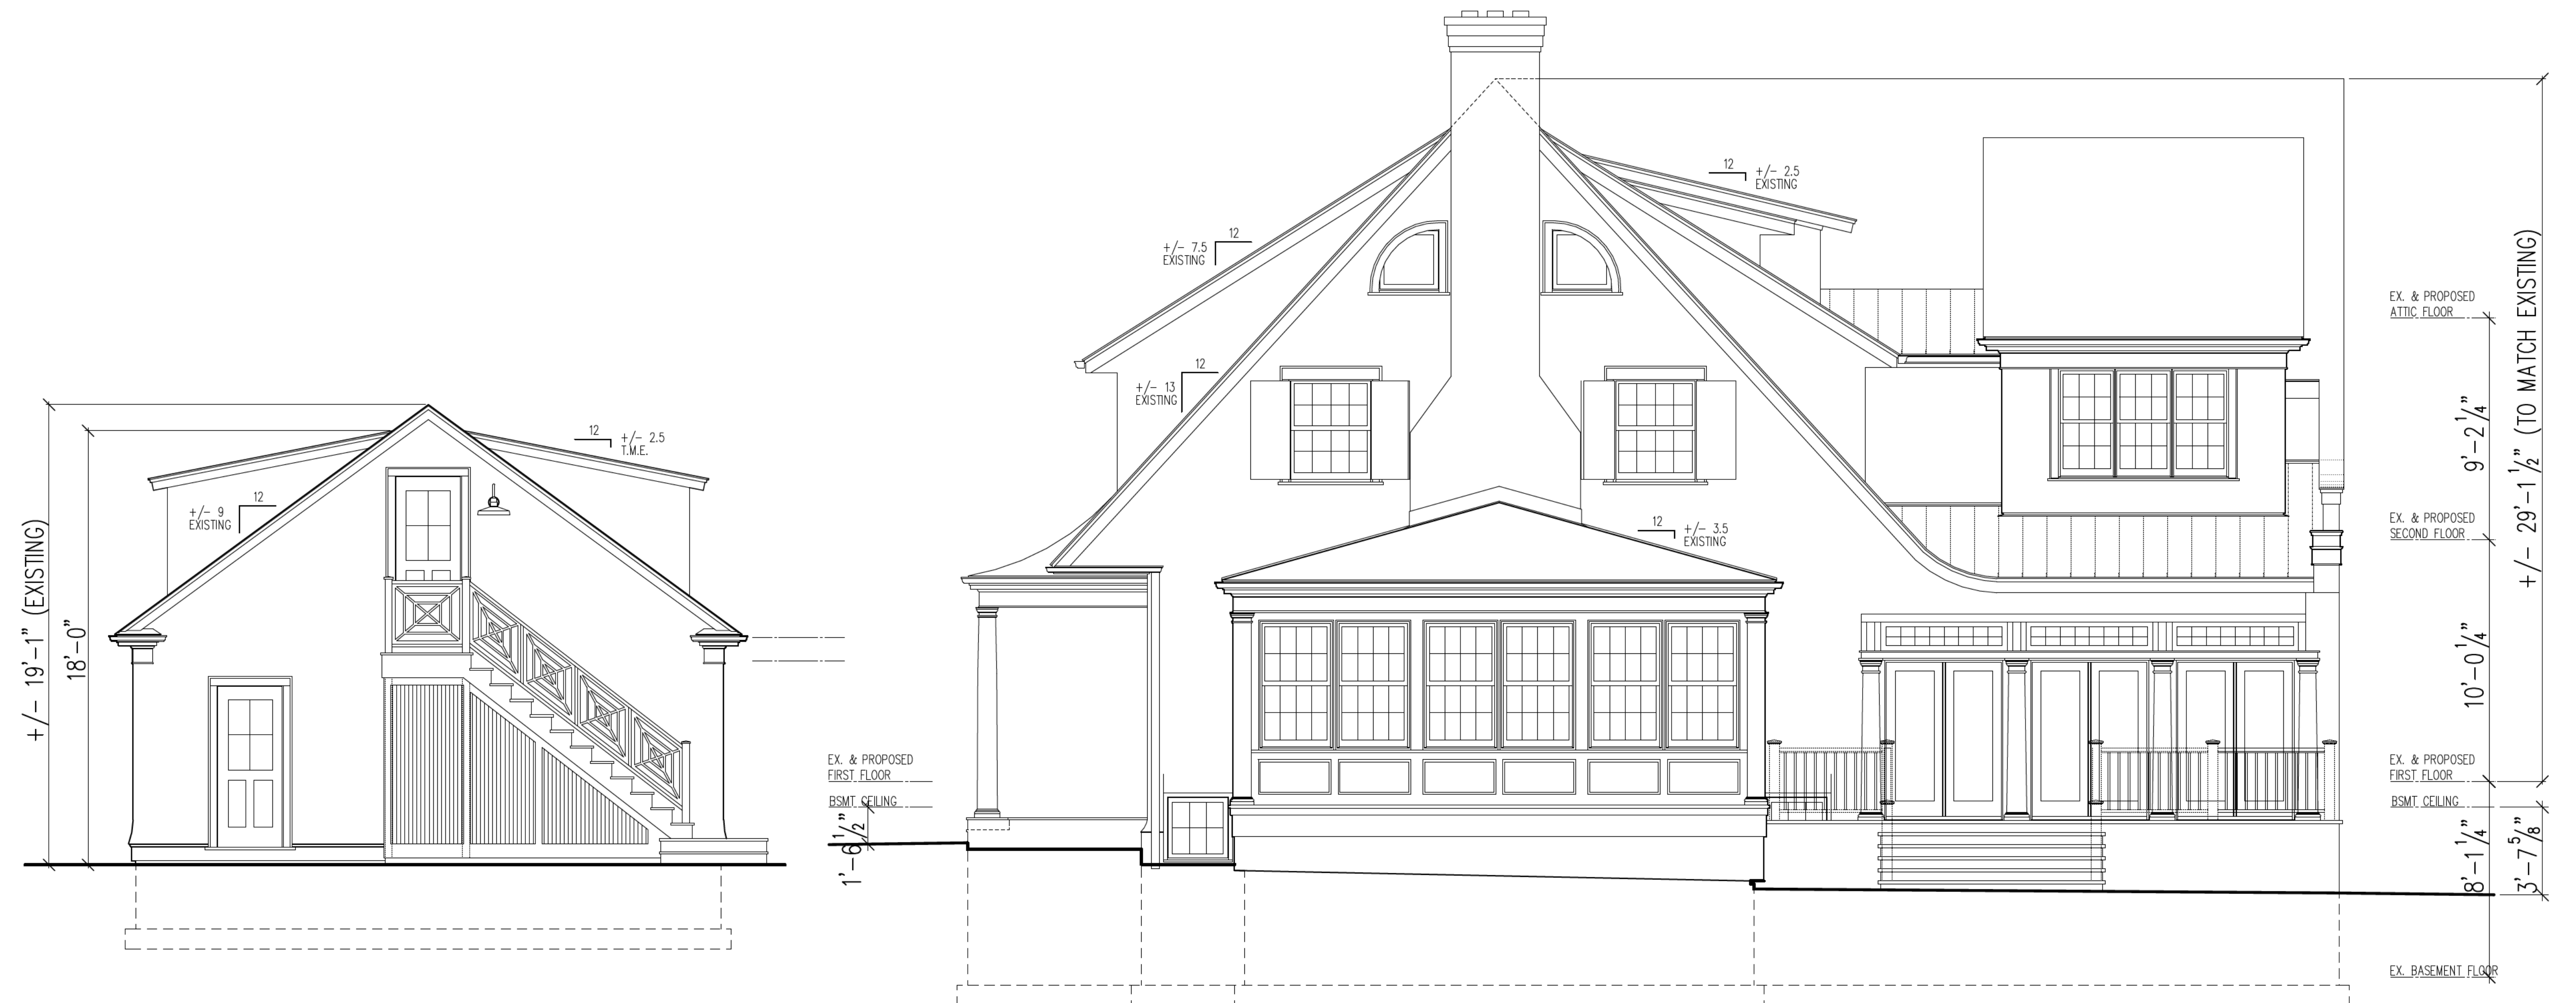 +/- 19'-1" (EXISTING)
18'-0"
12
+/- 9
EXISTING
12
+/- 2.5
T.M.E.
EX. & PROPOSED
FIRST FLOOR
BSMT CEILING
1'-6 1/2"
12
+/- 7.5
EXISTING
12
+/- 13
EXISTING
12
+/- 2.5
EXISTING
12
+/- 3.5
EXISTING
EX. & PROPOSED
ATTIC FLOOR
9'-2 1/4"
EX. & PROPOSED
SECOND FLOOR
10'-0 1/4"
EX. & PROPOSED
FIRST FLOOR
BSMT CEILING
8'-1 1/4"
EX. BASEMENT FLOOR
+/- 29'-1 1/2" (TO MATCH EXISTING)
3'-7 5/8"